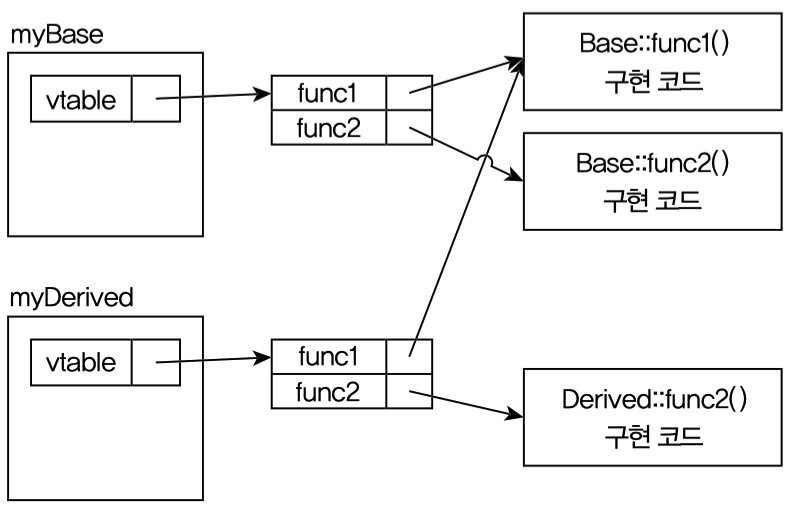 myBase
vtable
func1
func2
Base::func1()
구현 코드
Base::func2()
구현 코드
myDerived
vtable
func1
func2
Derived::func2()
구현 코드